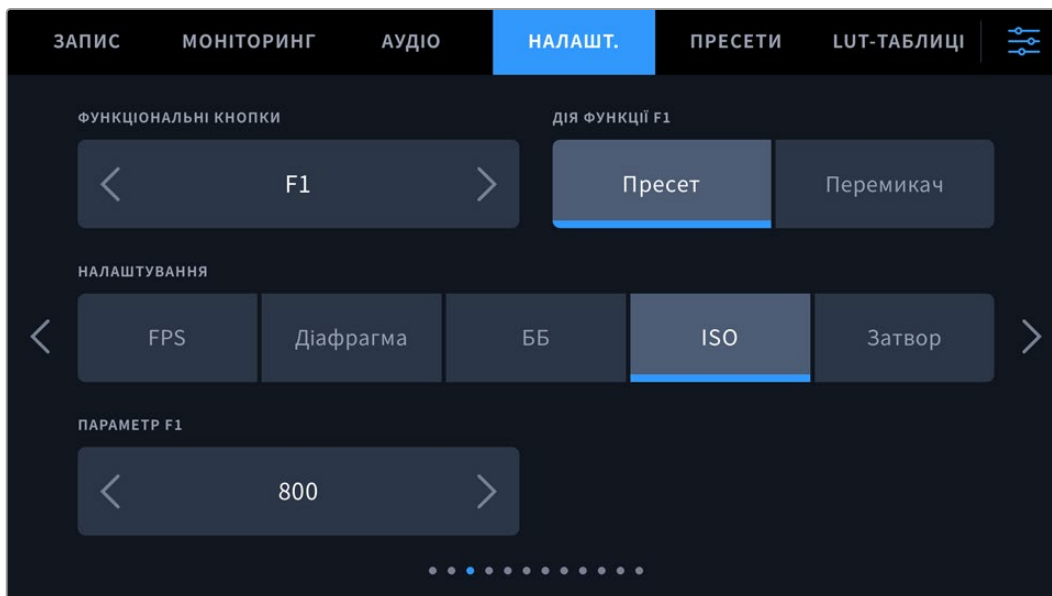 ЗАПИС МОНІТОРИНГ АУДІО НАЛАШТ. ПРЕСЕТИ LUT-ТАБЛИЦІ
ФУНКЦІОНАЛЬНІ КНОПКИ ДІЯ ФУНКЦІЇ F1
F1 Пресет Перемикач
НАЛАШТУВАННЯ
FPS Діафрагма ББ ISO Затвор
ПАРАМЕТР F1
800